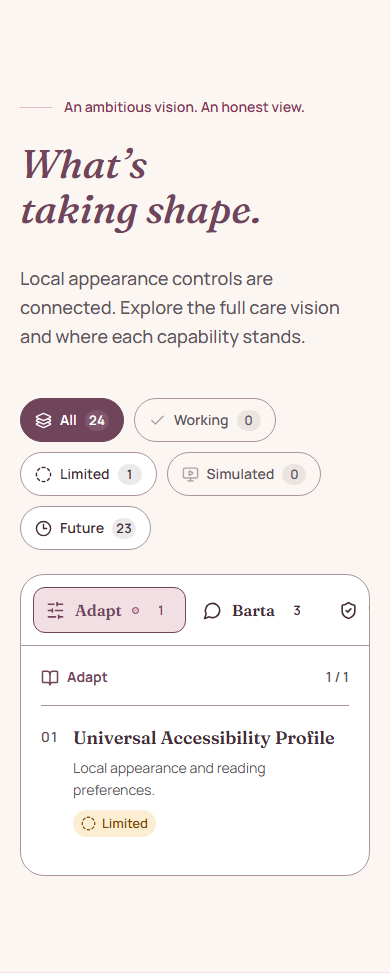 An ambitious vision. An honest view.
What’s
taking shape.
Local appearance controls are
connected. Explore the full care vision
and where each capability stands.
All 24
Working 0
Limited 1
Simulated 0
Future 23
Adapt 1
Barta 3
Adapt 1 / 1
01 Universal Accessibility Profile
Local appearance and reading
preferences.
Limited